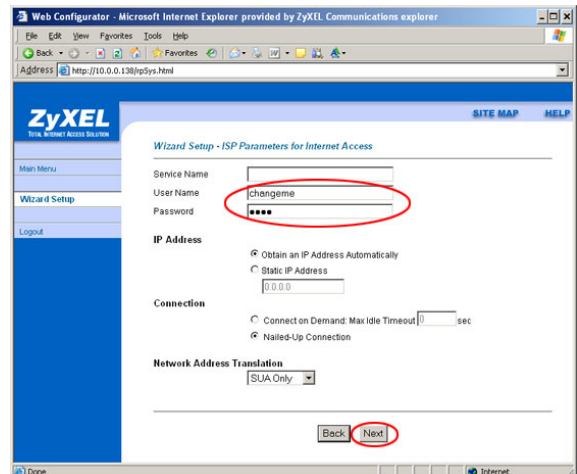 Web Configurator - Microsoft Internet Explorer provided by ZyXEL Communications explorer
File Edit View Favorites Tools Help
Back Favorites
Address http://10.0.0.138/rpSys.html
ZyXEL
TOTAL INTERNET ACCESS SOLUTION
SITE MAP HELP
Wizard Setup - ISP Parameters for Internet Access
Main Menu
Wizard Setup
Logout
Service Name
User Name changeme
Password ●●●●
IP Address
Obtain an IP Address Automatically
Static IP Address
0.0.0.0
Connection
Connect on Demand: Max Idle Timeout 0 sec
Nailed-Up Connection
Network Address Translation
SUA Only
Back Next
Done Internet